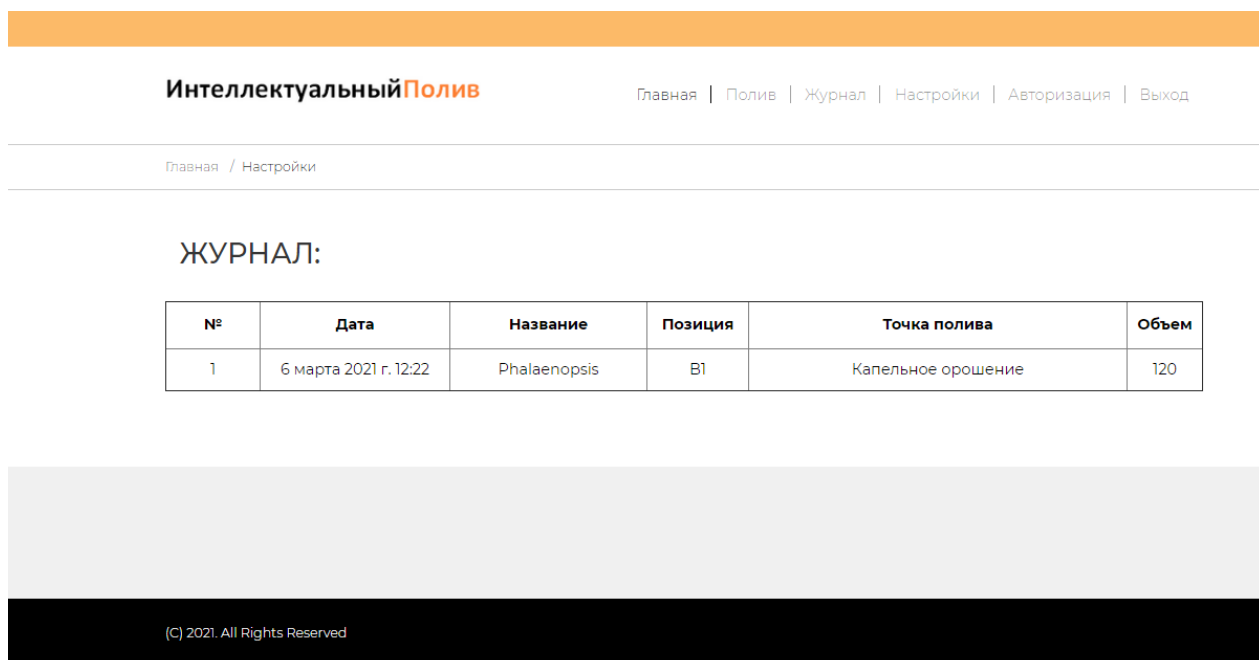 ИнтеллектуальныйПолив
Главная | Полив | Журнал | Настройки | Авторизация | Выход
Главная / Настройки
ЖУРНАЛ:
№ Дата Название Позиция Точка полива Объем
1 6 марта 2021 г. 12:22 Phalaenopsis B1 Капельное орошение 120
(C) 2021. All Rights Reserved